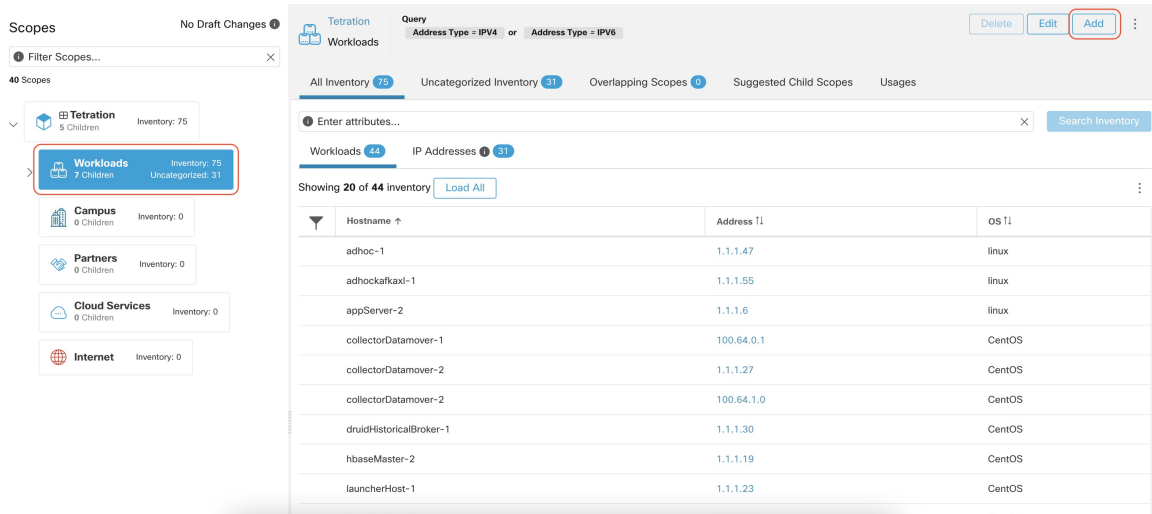 Scopes
No Draft Changes
Filter Scopes...
40 Scopes
Tetration
5 Children
Inventory: 75
Workloads
7 Children
Inventory: 75
Uncategorized: 31
Campus
0 Children
Inventory: 0
Partners
0 Children
Inventory: 0
Cloud Services
0 Children
Inventory: 0
Internet
Inventory: 0
Tetration
Workloads
Query
Address Type = IPV4 or Address Type = IPV6
Delete Edit Add
All Inventory 75 Uncategorized Inventory 31 Overlapping Scopes 0 Suggested Child Scopes Usages
Enter attributes...
Search Inventory
Workloads 44 IP Addresses 31
Showing 20 of 44 inventory Load All
Hostname ↑ Address ↑↓ OS ↑↓
adhoc-1 1.1.1.47 linux
adhockafkaxl-1 1.1.1.55 linux
appServer-2 1.1.1.6 linux
collectorDatamover-1 100.64.0.1 CentOS
collectorDatamover-2 1.1.1.27 CentOS
collectorDatamover-2 100.64.1.0 CentOS
druidHistoricalBroker-1 1.1.1.30 CentOS
hbaseMaster-2 1.1.1.19 CentOS
launcherHost-1 1.1.1.23 CentOS